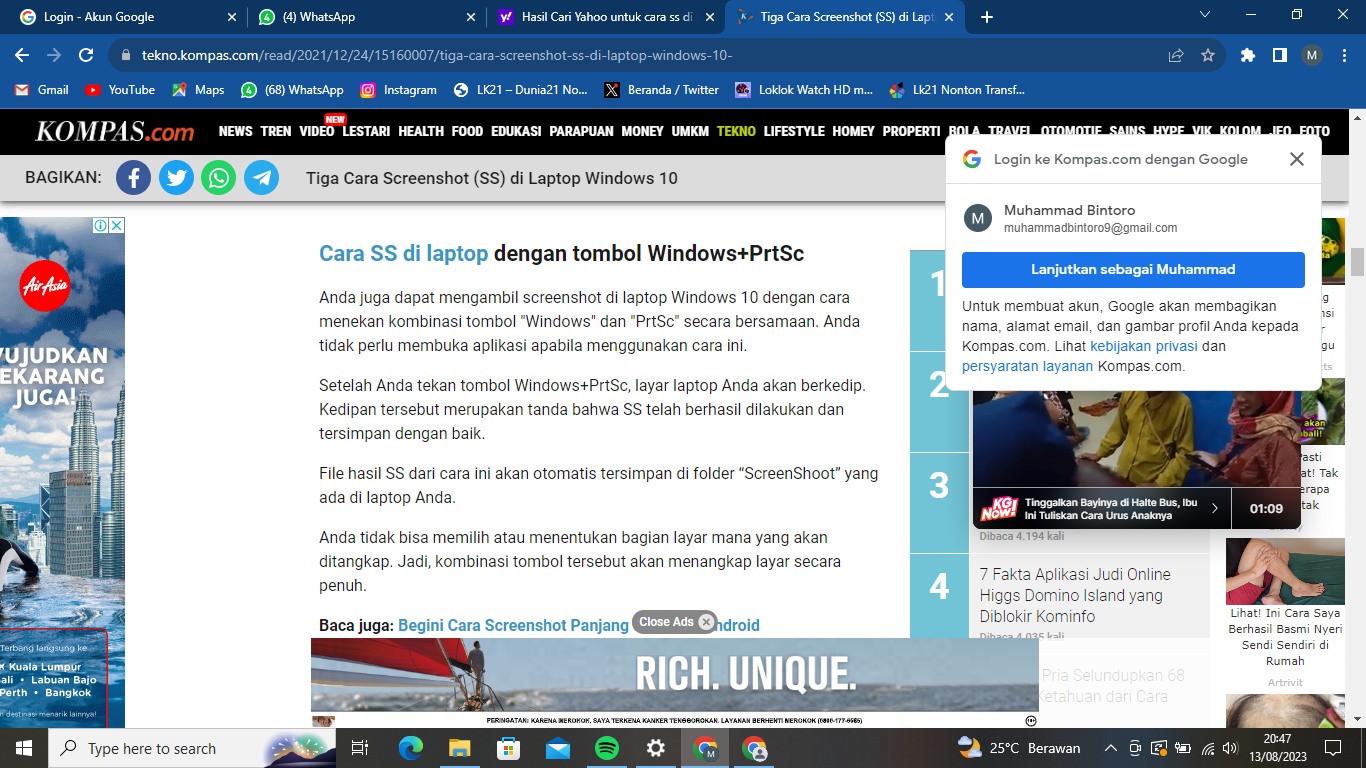 Login - Akun Google
(4) WhatsApp
Hasil Cari Yahoo untuk cara ss di
Tiga Cara Screenshot (SS) di Lapt
tekno.kompas.com/read/2021/12/24/15160007/tiga-cara-screenshot-ss-di-laptop-windows-10-
M
Gmail
YouTube
Maps
(68) WhatsApp
Instagram
LK21 – Dunia21 No...
Beranda / Twitter
Loklok Watch HD m...
Lk21 Nonton Transf...
KOMPAS.com
NEW
NEWS TREN VIDEO LESTARI HEALTH FOOD EDUKASI PARAPUAN MONEY UMKM TEKNO LIFESTYLE HOMEY PROPERTI BOLA TRAVEL OTOMOTIF SAINS HYPE VIK KOLOM JEO FOTO
BAGIKAN:
Tiga Cara Screenshot (SS) di Laptop Windows 10
Login ke Kompas.com dengan Google
M
Muhammad Bintoro
muhammadbintoro9@gmail.com
Lanjutkan sebagai Muhammad
Untuk membuat akun, Google akan membagikan
nama, alamat email, dan gambar profil Anda kepada
Kompas.com. Lihat kebijakan privasi dan
persyaratan layanan Kompas.com.
AirAsia
VUJUDKAN
EKARANG
JUGA!
Terbang langsung ke
Kuala Lumpur
ali • Labuan Bajo
Perth • Bangkok
n destinasi menarik lainnya!
Cara SS di laptop dengan tombol Windows+PrtSc
Anda juga dapat mengambil screenshot di laptop Windows 10 dengan cara
menekan kombinasi tombol "Windows" dan "PrtSc" secara bersamaan. Anda
tidak perlu membuka aplikasi apabila menggunakan cara ini.
Setelah Anda tekan tombol Windows+PrtSc, layar laptop Anda akan berkedip.
Kedipan tersebut merupakan tanda bahwa SS telah berhasil dilakukan dan
tersimpan dengan baik.
File hasil SS dari cara ini akan otomatis tersimpan di folder “ScreenShoot” yang
ada di laptop Anda.
Anda tidak bisa memilih atau menentukan bagian layar mana yang akan
ditangkap. Jadi, kombinasi tombol tersebut akan menangkap layar secara
penuh.
Baca juga: Begini Cara Screenshot Panjang
ndroid
Close Ads
RICH. UNIQUE.
PERINGATAN: KARENA MEROKOK, SAYA TERKENA KANKER TENGGOROKAN. LAYANAN BERHENTI MEROKOK (0800-177-6565)
1
2
3
4
KG
NOW!
Tinggalkan Bayinya di Halte Bus, Ibu
Ini Tuliskan Cara Urus Anaknya
01:09
Dibaca 4.194 kali
7 Fakta Aplikasi Judi Online
Higgs Domino Island yang
Diblokir Kominfo
Dibaca 4.035 kali
Pria Selundupkan 68
Ketahuan dari Cara
Lihat! Ini Cara Saya
Berhasil Basmi Nyeri
Sendi Sendiri di
Rumah
Artrivit
Type here to search
25°C Berawan
20:47
13/08/2023